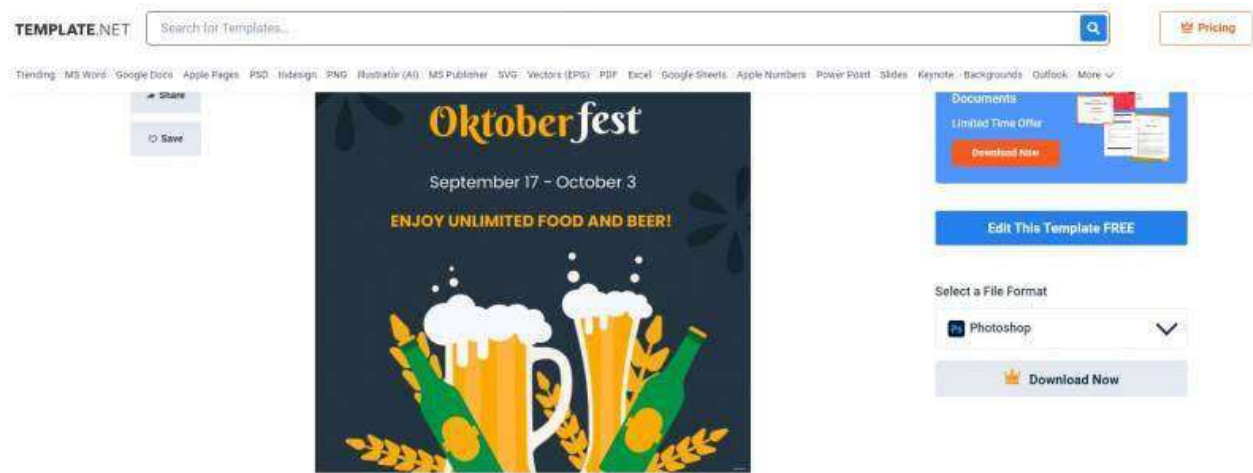 TEMPLATE.NET
Search for Templates...
Pricing
Trending MS Word Google Docs Apple Pages PSD Indesign PNG Illustrator (AI) MS Publisher SVG Vectors (EPS) PDF Excel Google Sheets Apple Numbers Power Point Slides Keynote Backgrounds Outlook More
Share
Save
Oktoberfest
September 17 - October 3
ENJOY UNLIMITED FOOD AND BEER!
Documents
Limited Time Offer
Download Now
Edit This Template FREE
Select a File Format
Ps Photoshop
Download Now